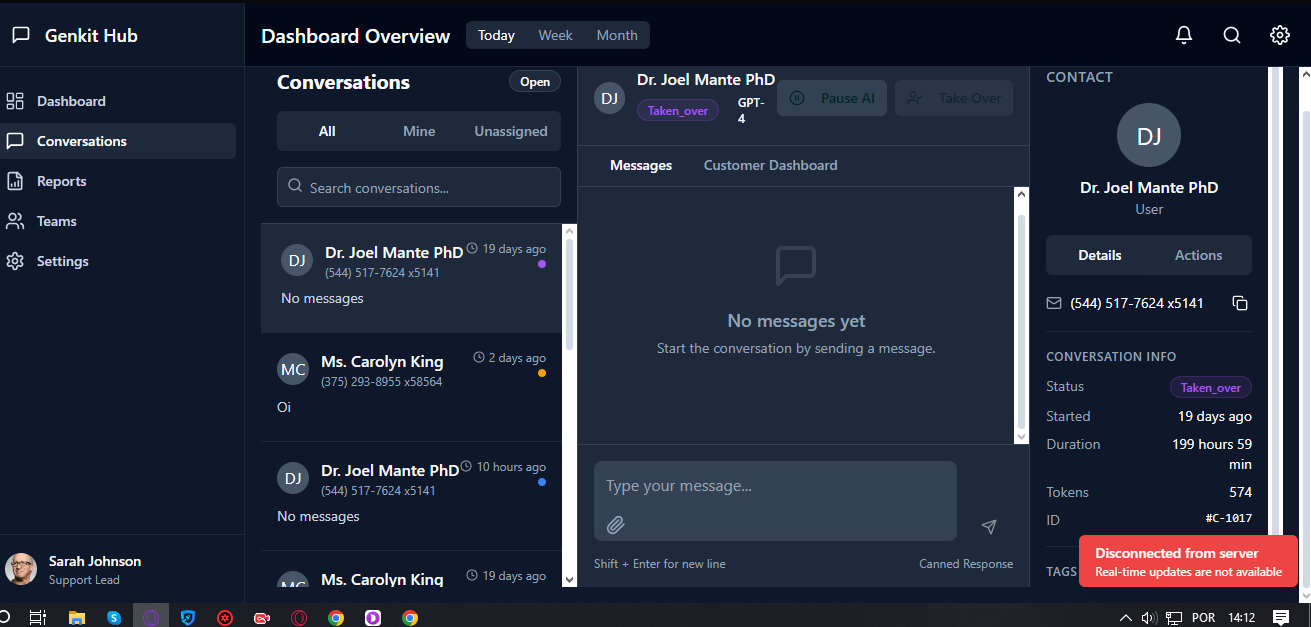 Genkit Hub
Dashboard
Conversations
Reports
Teams
Settings
Sarah Johnson
Support Lead
Dashboard Overview
Today Week Month
Conversations
Open
All Mine Unassigned
Search conversations...
DJ
Dr. Joel Mante PhD
19 days ago
(544) 517-7624 x5141
No messages
MC
Ms. Carolyn King
2 days ago
(375) 293-8955 x58564
Oi
DJ
Dr. Joel Mante PhD
10 hours ago
(544) 517-7624 x5141
No messages
MC
Ms. Carolyn King
19 days ago
DJ
Dr. Joel Mante PhD
Taken_over
GPT-
4
Pause AI
Take Over
Messages Customer Dashboard
No messages yet
Start the conversation by sending a message.
Type your message...
Shift + Enter for new line
Canned Response
CONTACT
DJ
Dr. Joel Mante PhD
User
Details Actions
(544) 517-7624 x5141
CONVERSATION INFO
Status Taken_over
Started 19 days ago
Duration 199 hours 59
min
Tokens 574
ID #C-1017
TAGS
Disconnected from server
Real-time updates are not available
POR 14:12